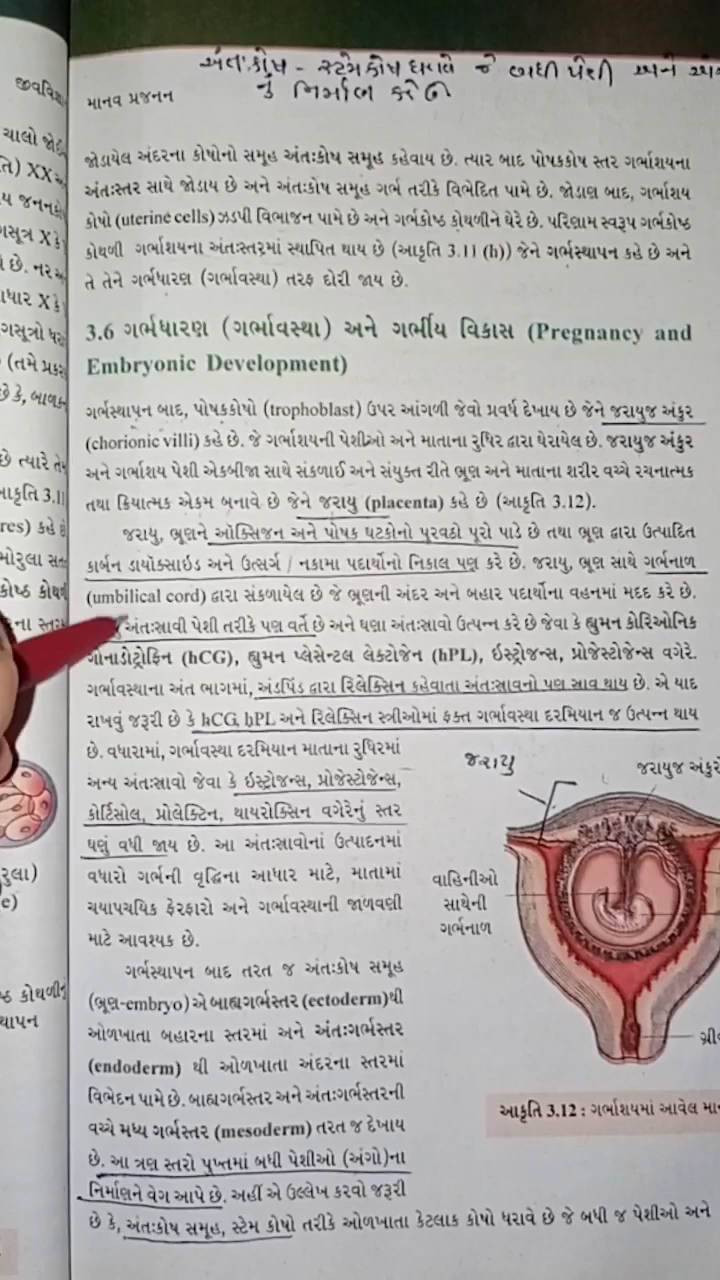 અંતઃકોષ - સ્ટેમકોષ ધરાવે જે બધી પેશી અને
નું નિર્માણ કરે
માનવ પ્રજનન
જોડાયેલ અંદરના કોષોનો સમૂહ અંતઃકોષ સમૂહ કહેવાય છે. ત્યાર બાદ પોષકકોષ સ્તર ગર્ભાશયના
અંતઃસ્તર સાથે જોડાય છે અને અંતઃકોષ સમૂહ ગર્ભ તરીકે વિભેદિત પામે છે. જોડાણ બાદ, ગર્ભાશય
કોષો (uterine cells) ઝડપી વિભાજન પામે છે અને ગર્ભકોષ્ઠ કોથળીને ઘેરે છે. પરિણામ સ્વરૂપ ગર્ભકોષ્ઠ
કોથળી ગર્ભાશયના અંતઃસ્તરમાં સ્થાપિત થાય છે (આકૃતિ 3.11 (h)) જેને ગર્ભસ્થાપન કહે છે અને
તે તેને ગર્ભધારણ (ગર્ભાવસ્થા) તરફ દોરી જાય છે.
3.6 ગર્ભધારણ (ગર્ભાવસ્થા) અને ગર્ભીય વિકાસ (Pregnancy and
Embryonic Development)
ગર્ભસ્થાપન બાદ, પોષકકોષો (trophoblast) ઉપર આંગળી જેવો પ્રવર્ધ દેખાય છે જેને જરાયુજ અંકુર
(chorionic villi) કહે છે. જે ગર્ભાશયની પેશીઓ અને માતાના રુધિર દ્વારા ઘેરાયેલ છે. જરાયુજ અંકુર
અને ગર્ભાશય પેશી એકબીજા સાથે સંકળાઈ અને સંયુક્ત રીતે ભ્રૂણ અને માતાના શરીર વચ્ચે રચનાત્મક
તથા ક્રિયાત્મક એકમ બનાવે છે જેને જરાયુ (placenta) કહે છે (આકૃતિ 3.12).
જરાયુ, ભ્રૂણને ઑક્સિજન અને પોષક ઘટકોનો પુરવઠો પૂરો પાડે છે તથા ભ્રૂણ દ્વારા ઉત્પાદિત
કાર્બન ડાયૉક્સાઇડ અને ઉત્સર્ગ / નકામા પદાર્થોનો નિકાલ પણ કરે છે. જરાયુ, ભ્રૂણ સાથે ગર્ભનાળ
(umbilical cord) દ્વારા સંકળાયેલ છે જે ભ્રૂણની અંદર અને બહાર પદાર્થોના વહનમાં મદદ કરે છે.
અંતઃસ્રાવી પેશી તરીકે પણ વર્તે છે અને ઘણા અંતઃસ્રાવો ઉત્પન્ન કરે છે જેવા કે હ્યુમન કોરિઓનિક
ગોનાડોટ્રોફિન (hCG), હ્યુમન પ્લેસેન્ટલ લેક્ટોજેન (hPL), ઇસ્ટ્રોજન્સ, પ્રોજેસ્ટોજેન્સ વગેરે.
ગર્ભાવસ્થાના અંત ભાગમાં, અંડપિંડ દ્વારા રિલેક્સિન કહેવાતા અંતઃસ્રાવનો પણ સ્રાવ થાય છે. એ યાદ
રાખવું જરૂરી છે કે hCG, hPL અને રિલેક્સિન સ્ત્રીઓમાં ફક્ત ગર્ભાવસ્થા દરમિયાન જ ઉત્પન્ન થાય
છે. વધારામાં, ગર્ભાવસ્થા દરમિયાન માતાના રુધિરમાં
અન્ય અંતઃસ્રાવો જેવા કે ઇસ્ટ્રોજન્સ, પ્રોજેસ્ટોજેન્સ,
કોર્ટિસોલ, પ્રોલેક્ટિન, થાયરોક્સિન વગેરેનું સ્તર
ઘણું વધી જાય છે. આ અંતઃસ્રાવોનાં ઉત્પાદનમાં
વધારો ગર્ભની વૃદ્ધિના આધાર માટે, માતામાં
ચયાપચયિક ફેરફારો અને ગર્ભાવસ્થાની જાળવણી
માટે આવશ્યક છે.
ગર્ભસ્થાપન બાદ તરત જ અંતઃકોષ સમૂહ
(ભ્રૂણ-embryo) એ બાહ્યગર્ભસ્તર (ectoderm)થી
ઓળખાતા બહારના સ્તરમાં અને અંતઃગર્ભસ્તર
(endoderm) થી ઓળખાતા અંદરના સ્તરમાં
વિભેદન પામે છે. બાહ્યગર્ભસ્તર અને અંતઃગર્ભસ્તરની
વચ્ચે મધ્ય ગર્ભસ્તર (mesoderm) તરત જ દેખાય
છે. આ ત્રણ સ્તરો પુખ્તમાં બધી પેશીઓ (અંગો)ના
નિર્માણને વેગ આપે છે. અહીં એ ઉલ્લેખ કરવો જરૂરી
છે કે, અંતઃકોષ સમૂહ, સ્ટેમ કોષો તરીકે ઓળખાતા કેટલાક કોષો ધરાવે છે જે બધી જ પેશીઓ અને
જરાયુ
જરાયુજ અંકુરો
વાહિનીઓ
સાથેની
ગર્ભનાળ
આકૃતિ 3.12 : ગર્ભાશયમાં આવેલ